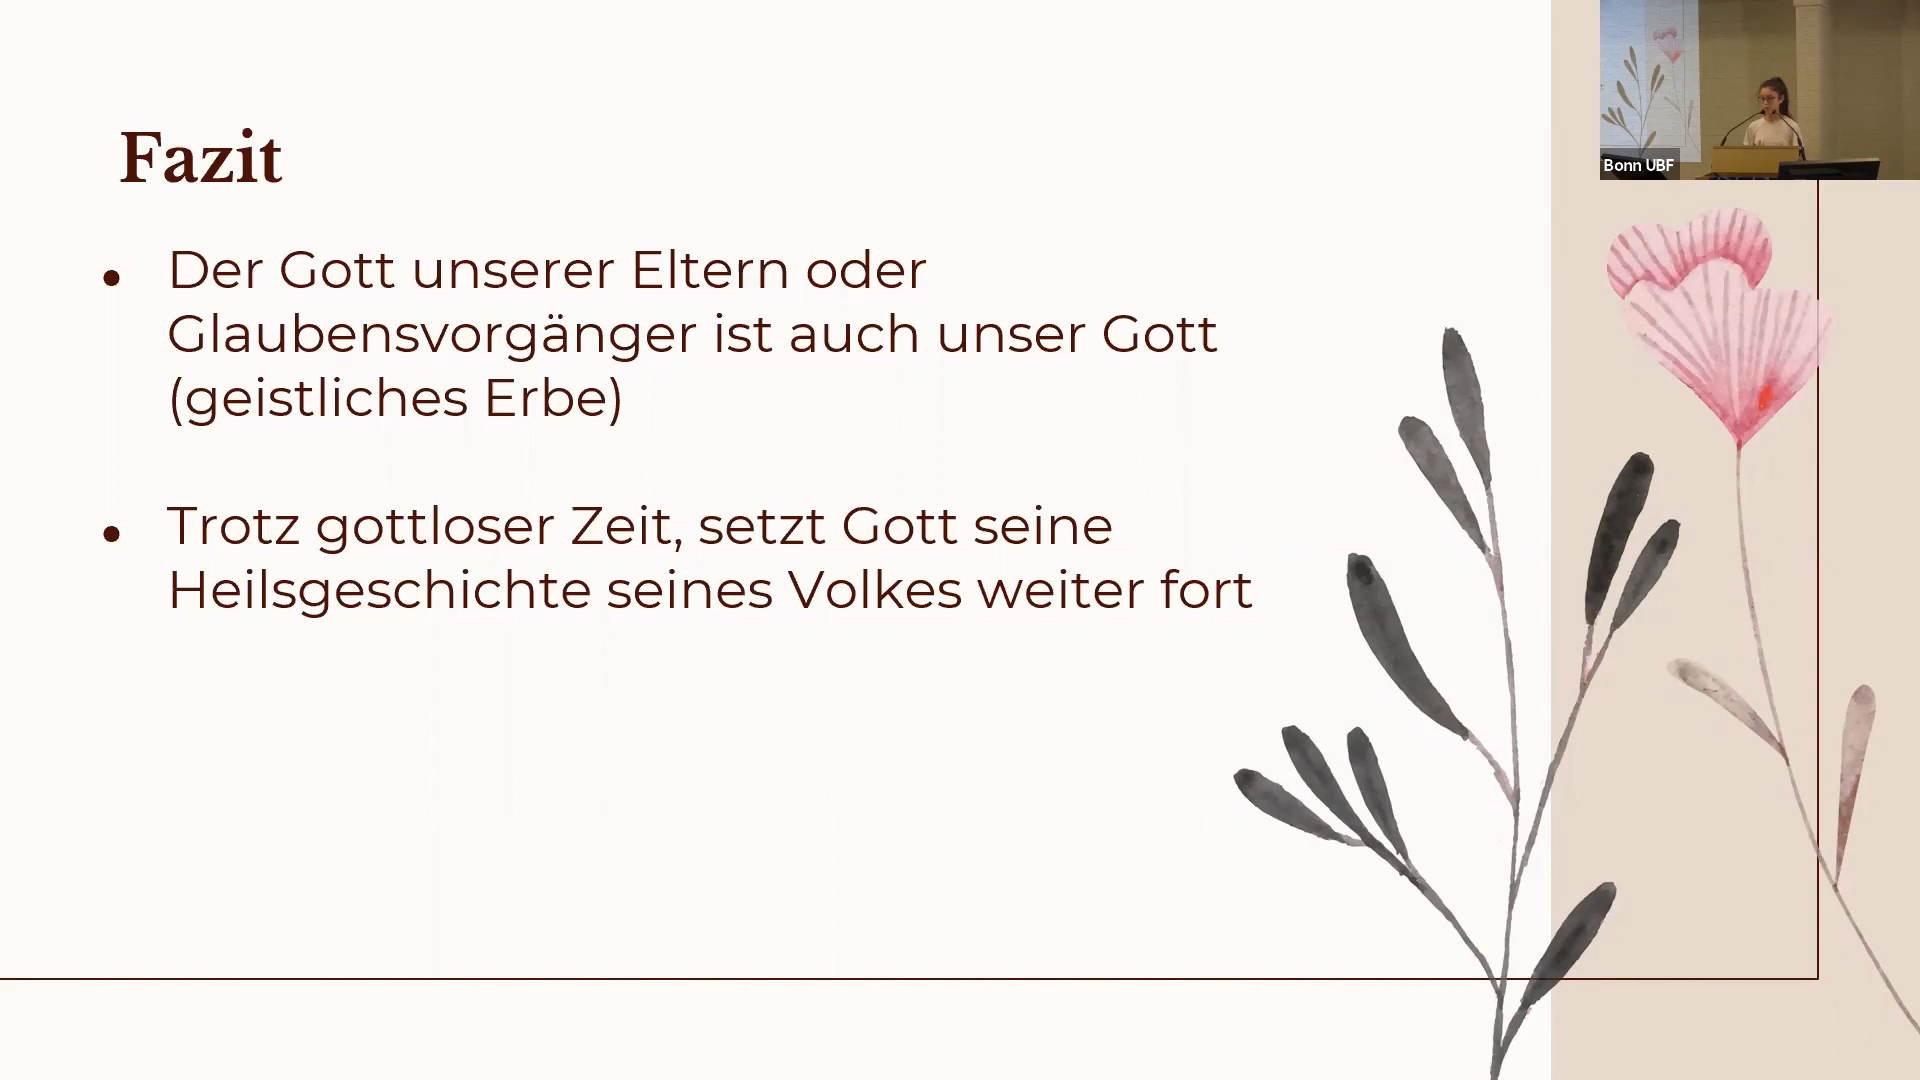 Fazit
• Der Gott unserer Eltern oder
Glaubensvorgänger ist auch unser Gott
(geistliches Erbe)
• Trotz gottloser Zeit, setzt Gott seine
Heilsgeschichte seines Volkes weiter fort
Bonn UBF